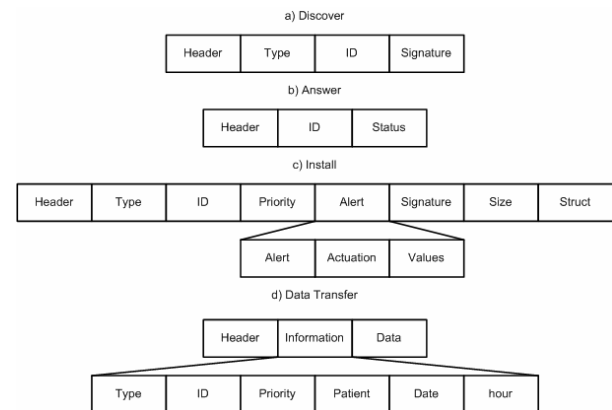 a) Discover
Header Type ID Signature
b) Answer
Header ID Status
c) Install
Header Type ID Priority Alert Signature Size Struct
Alert Actuation Values
d) Data Transfer
Header Information Data
Type ID Priority Patient Date hour